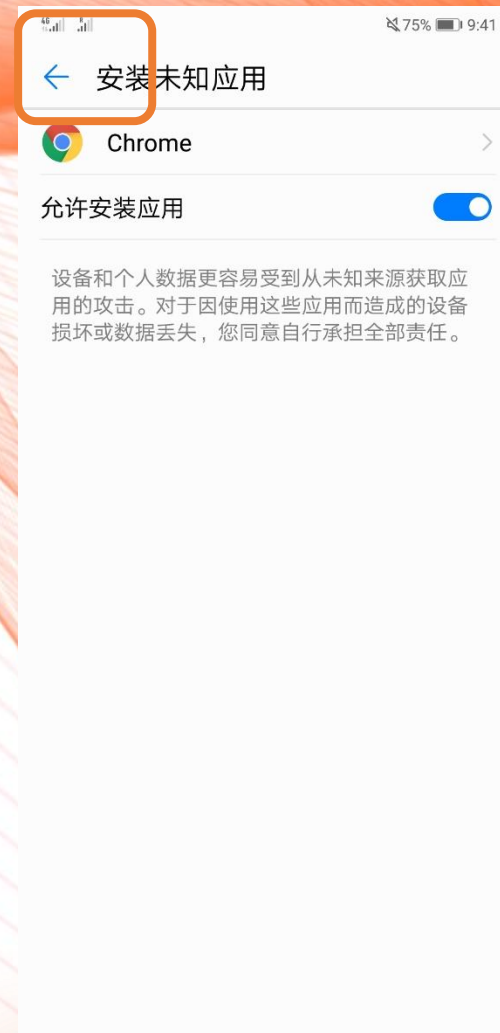 4G
75% 9:41
安装未知应用
Chrome
允许安装应用
设备和个人数据更容易受到从未知来源获取应
用的攻击。对于因使用这些应用而造成的设备
损坏或数据丢失，您同意自行承担全部责任。